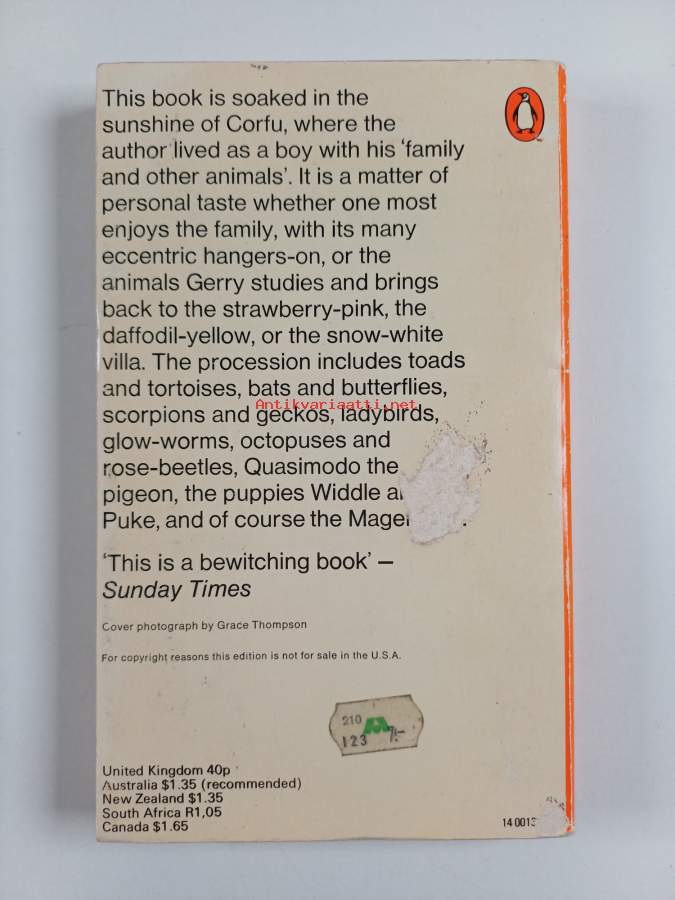 This book is soaked in the
sunshine of Corfu, where the
author lived as a boy with his ‘family
and other animals’. It is a matter of
personal taste whether one most
enjoys the family, with its many
eccentric hangers-on, or the
animals Gerry studies and brings
back to the strawberry-pink, the
daffodil-yellow, or the snow-white
villa. The procession includes toads
and tortoises, bats and butterflies,
Antikvariaatti.net
scorpions and geckos, ladybirds,
glow-worms, octopuses and
rose-beetles, Quasimodo the
pigeon, the puppies Widdle
Puke, and of course the
‘This is a bewitching book’ –
Sunday Times
Cover photograph by Grace Thompson
For copyright reasons this edition is not for sale in the U.S.A.
210
123 7:-
United Kingdom 40p
Australia $1.35 (recommended)
New Zealand $1.35
South Africa R1,05
Canada $1.65
14 001